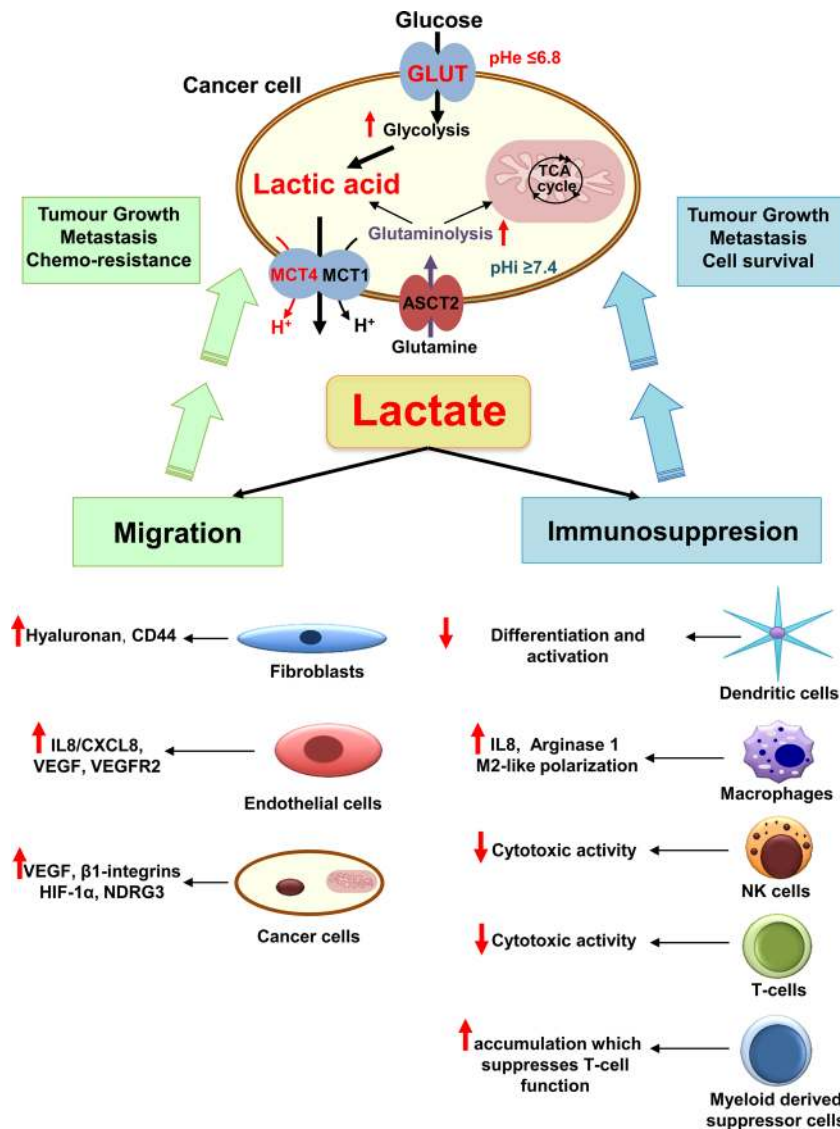 Glucose
pHe ≤6.8
GLUT
Cancer cell
Glycolysis
Lactic acid
TCA
cycle
Tumour Growth
Metastasis
Chemo-resistance
Tumour Growth
Metastasis
Cell survival
Glutaminolysis
pHi ≥7.4
MCT4
MCT1
ASCT2
H+
H+
Glutamine
Lactate
Migration
Immunosuppresion
Hyaluronan, CD44
Fibroblasts
IL8/CXCL8,
VEGF, VEGFR2
Endothelial cells
VEGF, β1-integrins
HIF-1α, NDRG3
Cancer cells
Differentiation and
activation
Dendritic cells
IL8, Arginase 1
M2-like polarization
Macrophages
Cytotoxic activity
NK cells
Cytotoxic activity
T-cells
accumulation which
suppresses T-cell
function
Myeloid derived
suppressor cells